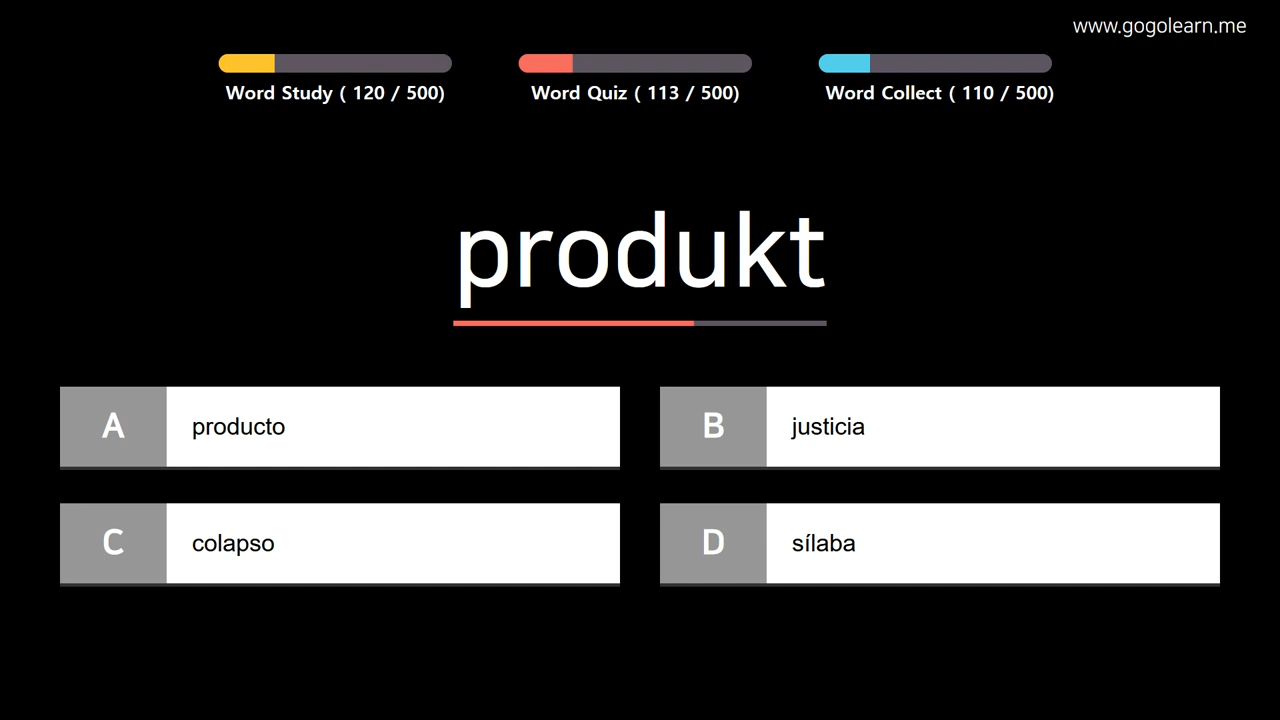 www.gogolearn.me
Word Study ( 120 / 500)
Word Quiz ( 113 / 500)
Word Collect ( 110 / 500)
produkt
A producto
B justicia
C colapso
D sílaba